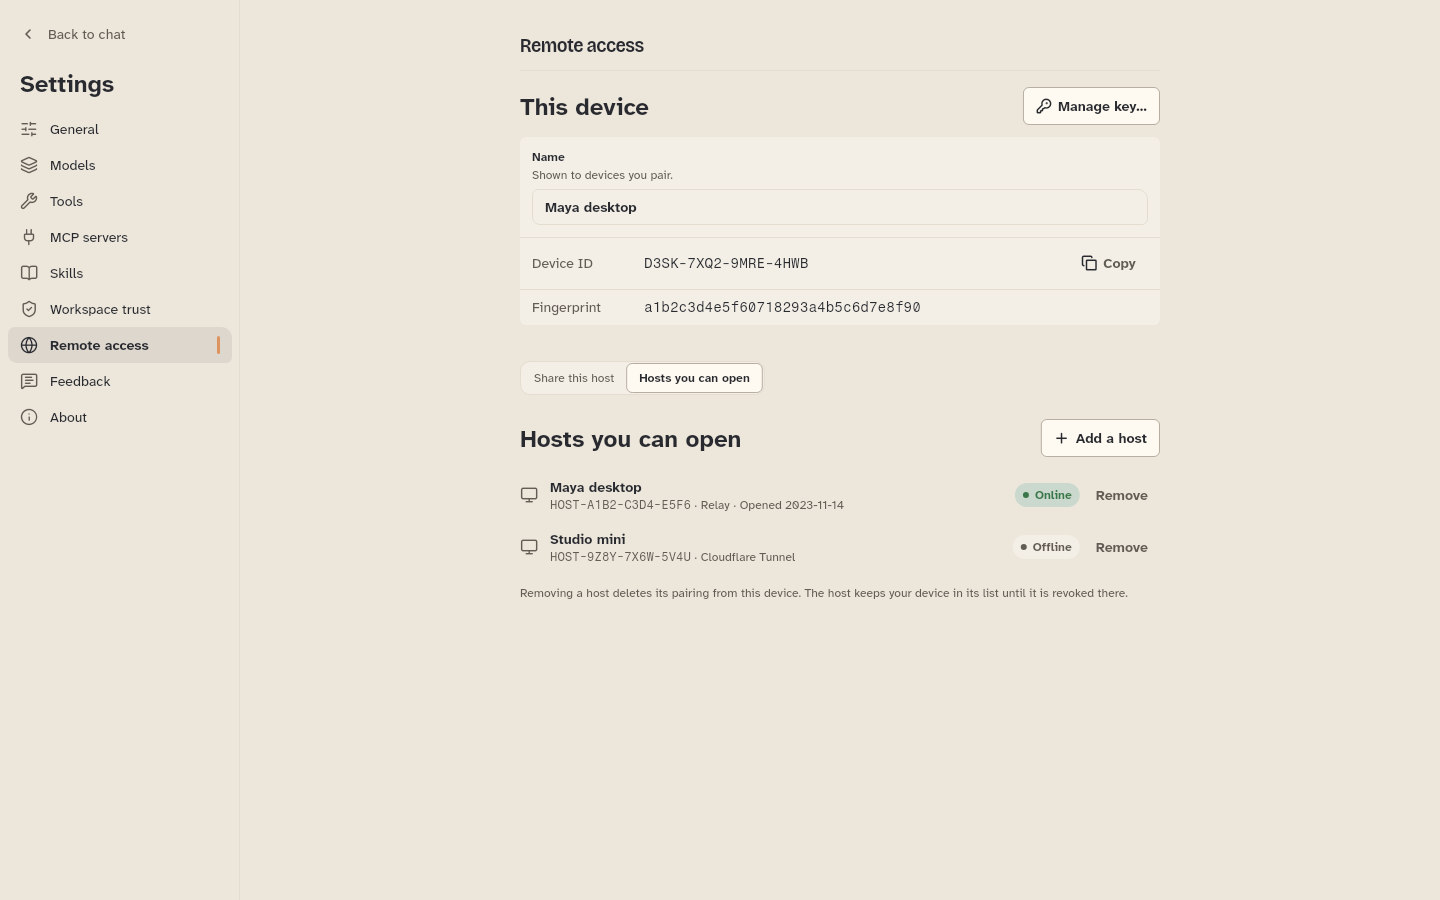 Back to chat
Settings
General
Models
Tools
MCP servers
Skills
Workspace trust
Remote access
Feedback
About
Remote access
This device
Manage key...
Name
Shown to devices you pair.
Maya desktop
Device ID D3SK-7XQ2-9MRE-4HWB Copy
Fingerprint a1b2c3d4e5f60718293a4b5c6d7e8f90
Share this host Hosts you can open
Hosts you can open
Add a host
Maya desktop
HOST-A1B2-C3D4-E5F6 · Relay · Opened 2023-11-14
Online Remove
Studio mini
HOST-9Z8Y-7X6W-5V4U · Cloudflare Tunnel
Offline Remove
Removing a host deletes its pairing from this device. The host keeps your device in its list until it is revoked there.